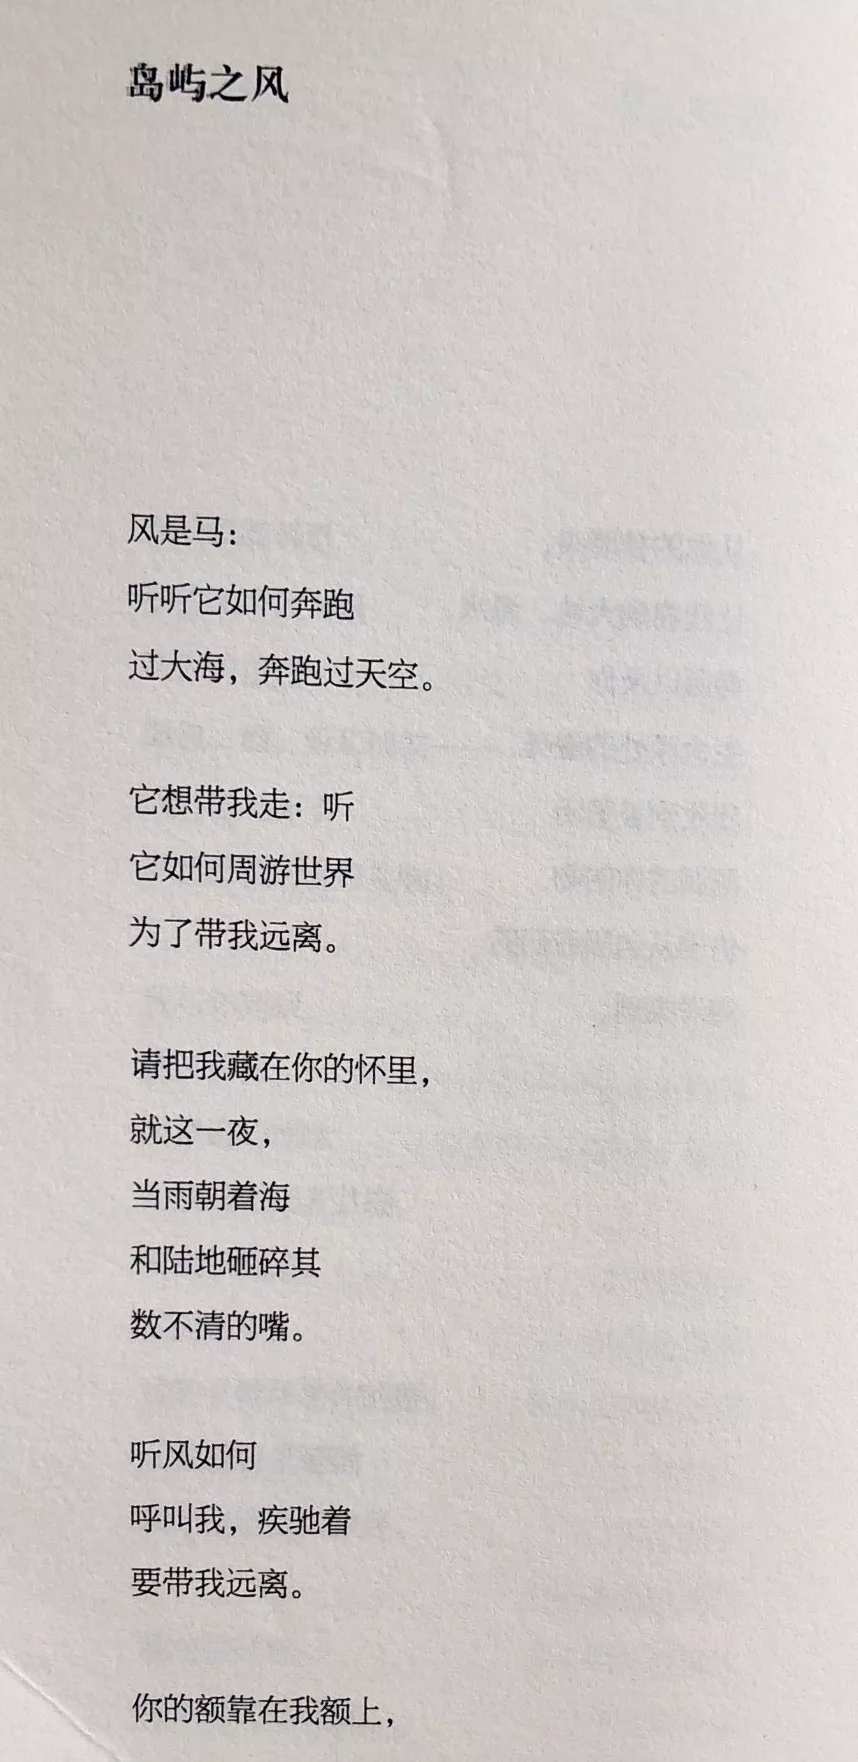 岛屿之风
风是马：
听听它如何奔跑
过大海，奔跑过天空。
它想带我走：听
它如何周游世界
为了带我远离。
请把我藏在你的怀里，
就这一夜，
当雨朝着海
和陆地砸碎其
数不清的嘴。
听风如何
呼叫我，疾驰着
要带我远离。
你的额靠在我额上，